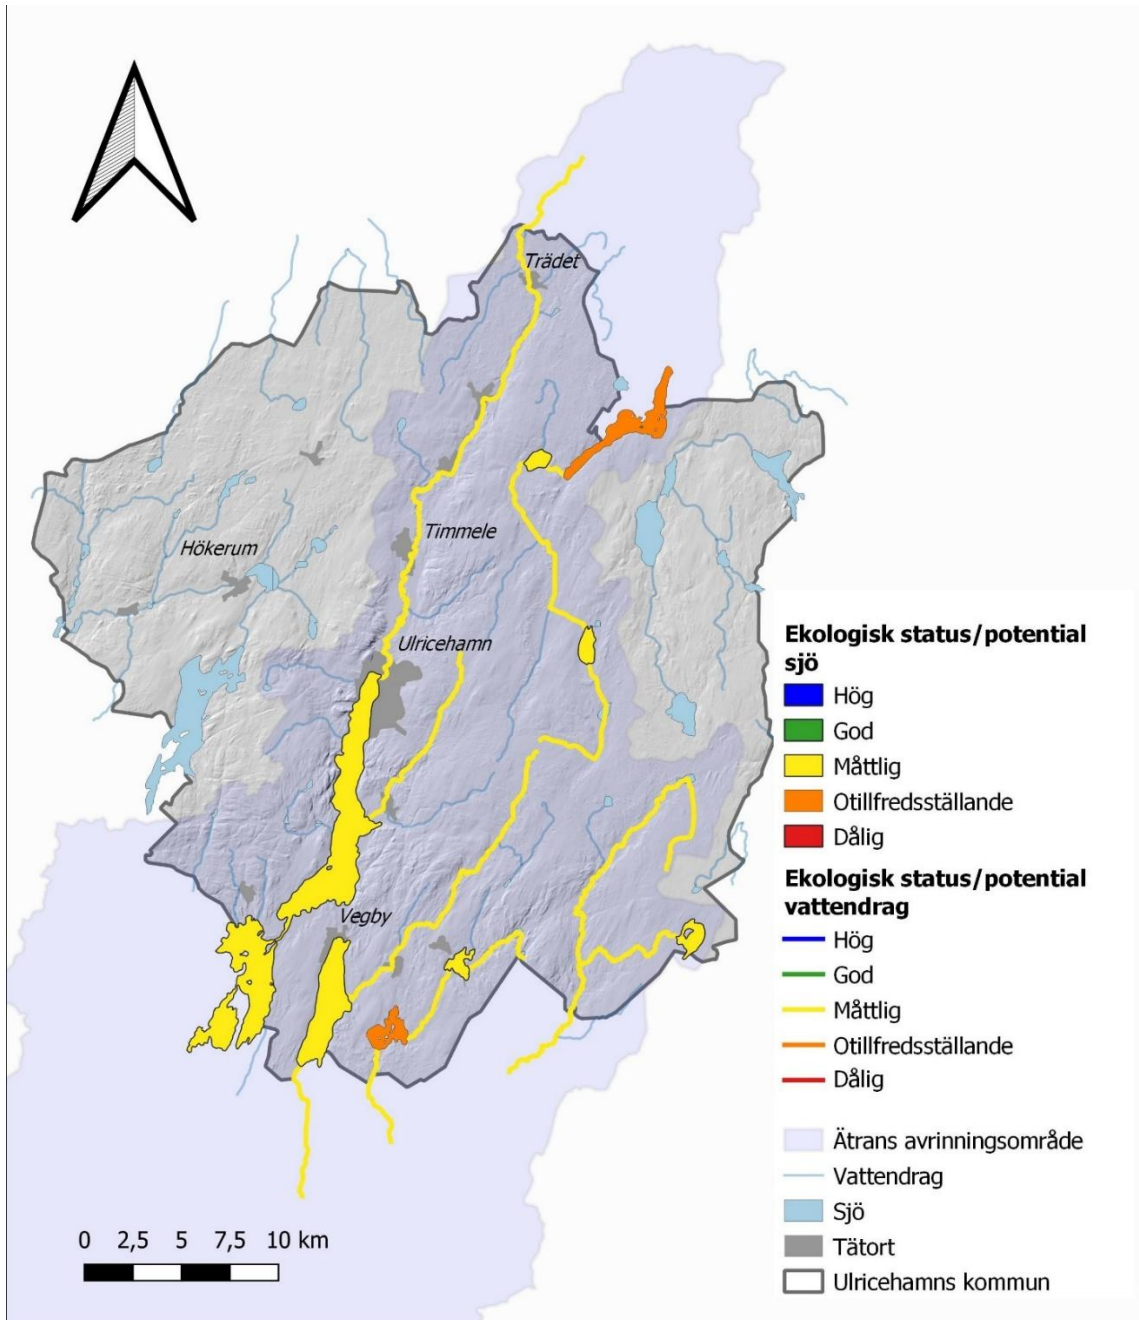 Trädet
Timmele
Hökerum
Ulricehamn
Vegby
Ekologisk status/potential
sjö
Hög
God
Måttlig
Otillfredsställande
Dålig
Ekologisk status/potential
vattendrag
Hög
God
Måttlig
Otillfredsställande
Dålig
Ätrans avrinningsområde
Vattendrag
Sjö
Tätort
Ulricehamns kommun
0 2,5 5 7,5 10 km